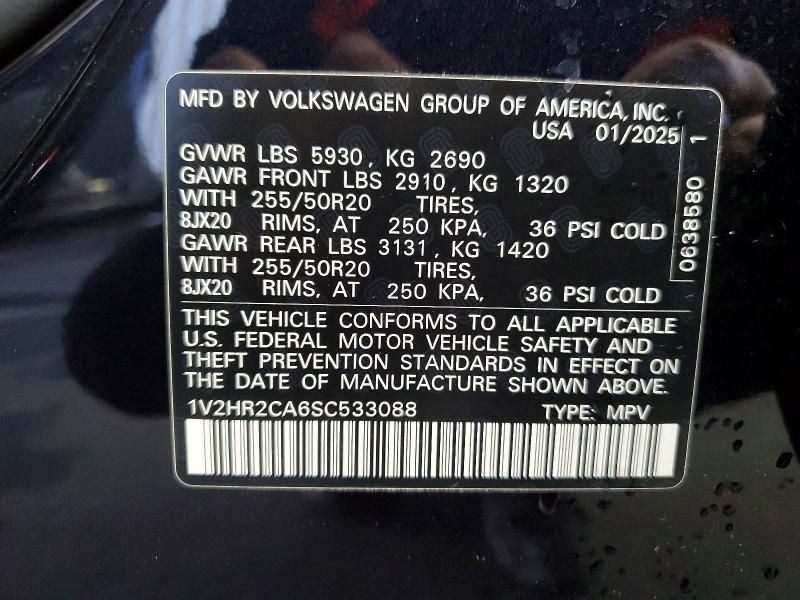 MFD BY VOLKSWAGEN GROUP OF AMERICA, INC.
USA 01/2025
GVWR LBS 5930, KG 2690
GAWR FRONT LBS 2910, KG 1320
WITH 255/50R20 TIRES,
8JX20 RIMS, AT 250 KPA, 36 PSI COLD
GAWR REAR LBS 3131, KG 1420
WITH 255/50R20 TIRES,
8JX20 RIMS, AT 250 KPA, 36 PSI COLD
0638580 1
THIS VEHICLE CONFORMS TO ALL APPLICABLE
U.S. FEDERAL MOTOR VEHICLE SAFETY AND
THEFT PREVENTION STANDARDS IN EFFECT ON
THE DATE OF MANUFACTURE SHOWN ABOVE.
1V2HR2CA6SC533088 TYPE: MPV